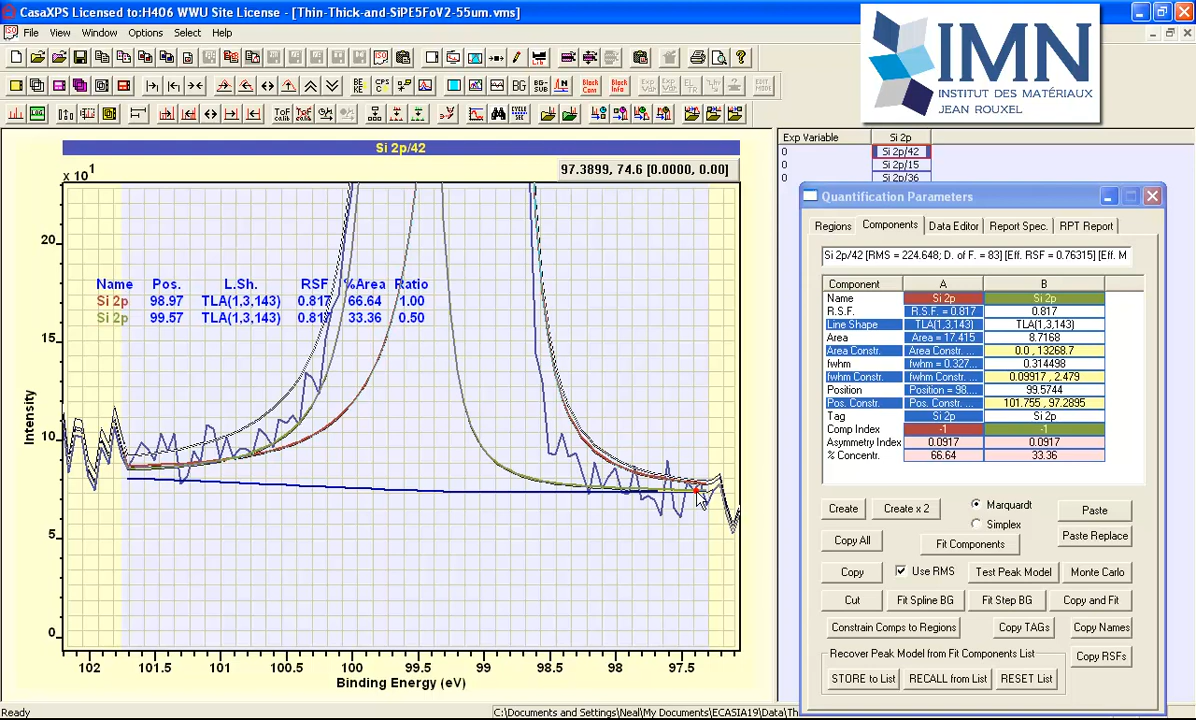 CasaXPS Licensed to:H406 WWU Site License - [Thin-Thick-and-SiPE5FoV2-55um.vms]
File View Window Options Select Help
IMN
INSTITUT DES MATÉRIAUX
JEAN ROUXEL
Si 2p/42
x 10^1
97.3899, 74.6 [0.0000, 0.00]
Name Pos. L.Sh. RSF %Area Ratio
Si 2p 98.97 TLA(1,3,143) 0.817 66.64 1.00
Si 2p 99.57 TLA(1,3,143) 0.817 33.36 0.50
20
15
10
5
0
Intensity
102 101.5 101 100.5 100 99.5 99 98.5 98 97.5
Binding Energy (eV)
Exp Variable Si 2p
0 Si 2p/42
0 Si 2p/15
0 Si 2p/36
Quantification Parameters
Regions Components Data Editor Report Spec. RPT Report
Si 2p/42 [RMS = 224.648; D. of F. = 83] [Eff. RSF = 0.76315] [Eff. M
Component A B
Name Si 2p Si 2p
R.S.F. R.S.F. = 0.817 0.817
Line Shape TLA(1,3,143) TLA(1,3,143)
Area Area = 17.415 8.7168
Area Constr. Area Constr. ... 0.0 , 13268.7
fwhm fwhm = 0.327... 0.314498
fwhm Constr. fwhm Constr. ... 0.09917 , 2.479
Position Position = 98.... 99.5744
Pos. Constr. Pos. Constr. ... 101.755 , 97.2895
Tag Si 2p Si 2p
Comp Index -1 -1
Asymmetry Index 0.0917 0.0917
% Concentr. 66.64 33.36
Create Create x 2 Marquardt Paste
Simplex
Copy All Fit Components Paste Replace
Copy Use RMS Test Peak Model Monte Carlo
Cut Fit Spline BG Fit Step BG Copy and Fit
Constrain Comps to Regions Copy TAGs Copy Names
Recover Peak Model from Fit Components List Copy RSFs
STORE to List RECALL from List RESET List
Ready C:\Documents and Settings\Neal\My Documents\ECASIA19\Data\Th